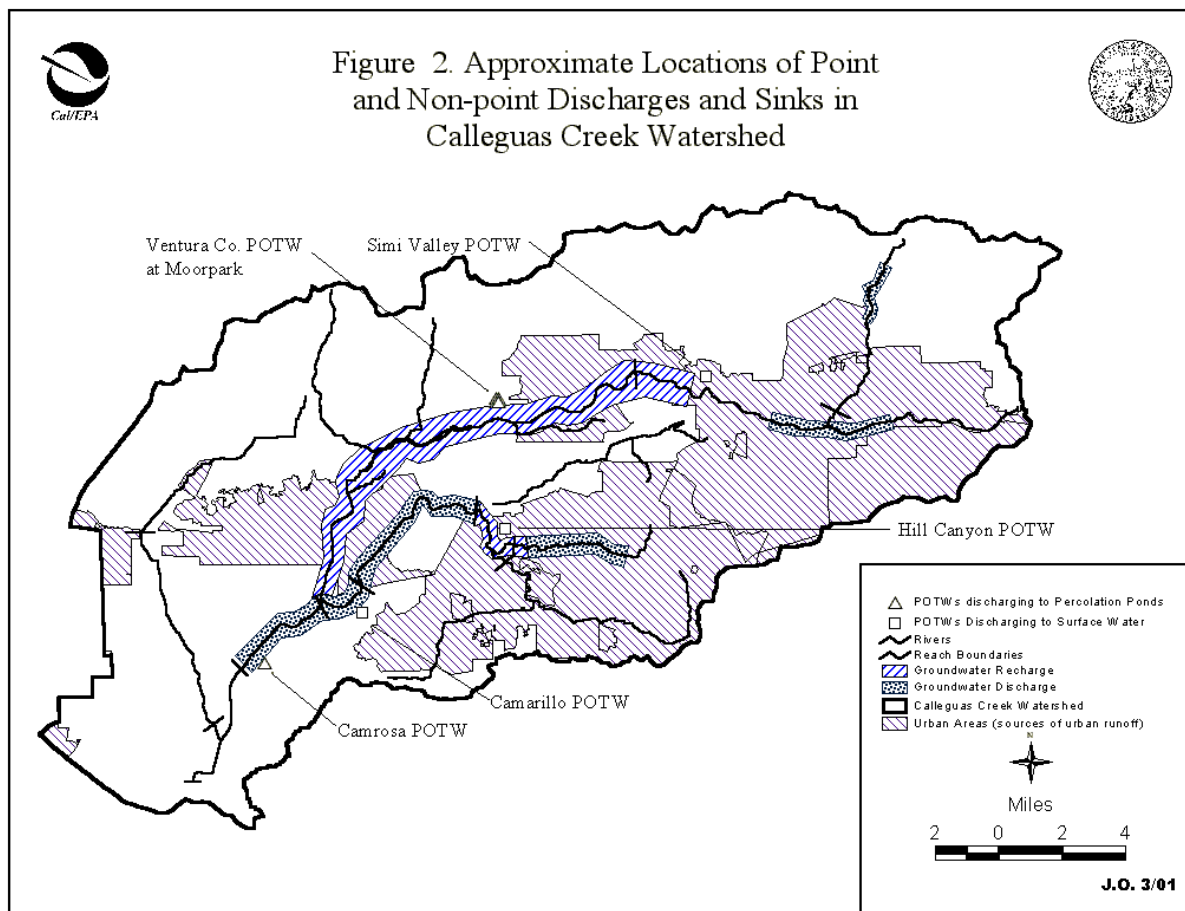 Figure 2. Approximate Locations of Point
and Non-point Discharges and Sinks in
Calleguas Creek Watershed
Cal/EPA
Ventura Co. POTW
at Moorpark
Simi Valley POTW
Hill Canyon POTW
Camarillo POTW
Camrosa POTW
POTWs discharging to Percolation Ponds
POTWs Discharging to Surface Water
Rivers
Reach Boundaries
Groundwater Recharge
Groundwater Discharge
Calleguas Creek Watershed
Urban Areas (sources of urban runoff)
N
Miles
2 0 2 4
J.O. 3/01